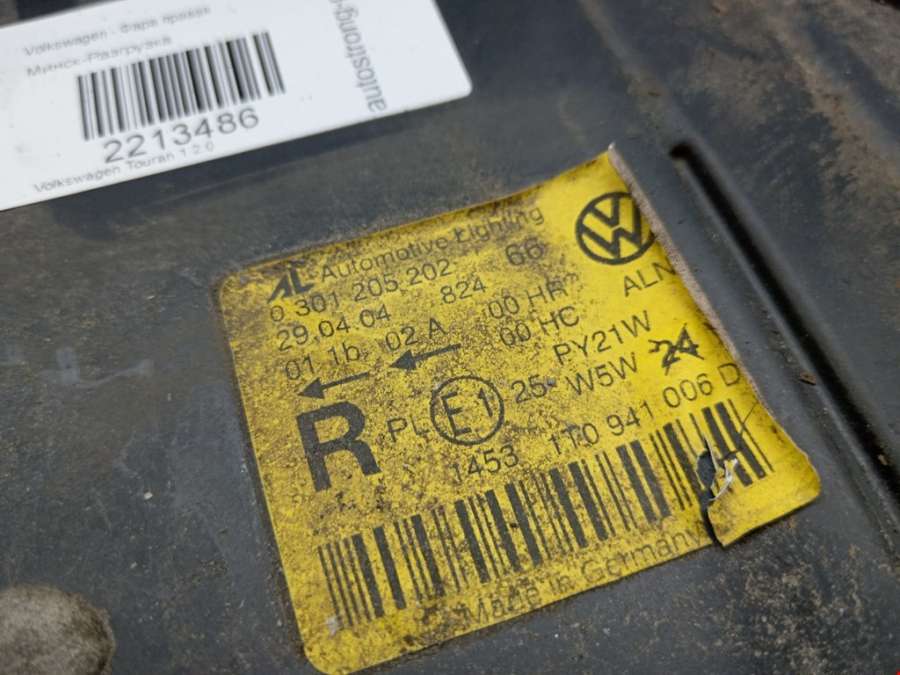 Volkswagen - Фара правая
Минск-Разгрузка
2213486
Volkswagen Touran 1 2.0
autostrong-
AL Automotive Lighting
0 301 205 202 66
29.04.04 824 00 HR
01 1b 02 A 00 HC
ALN
PY21W
R PL E1 25 W5W 24
1453 1T0 941 006 D
Made in Germany